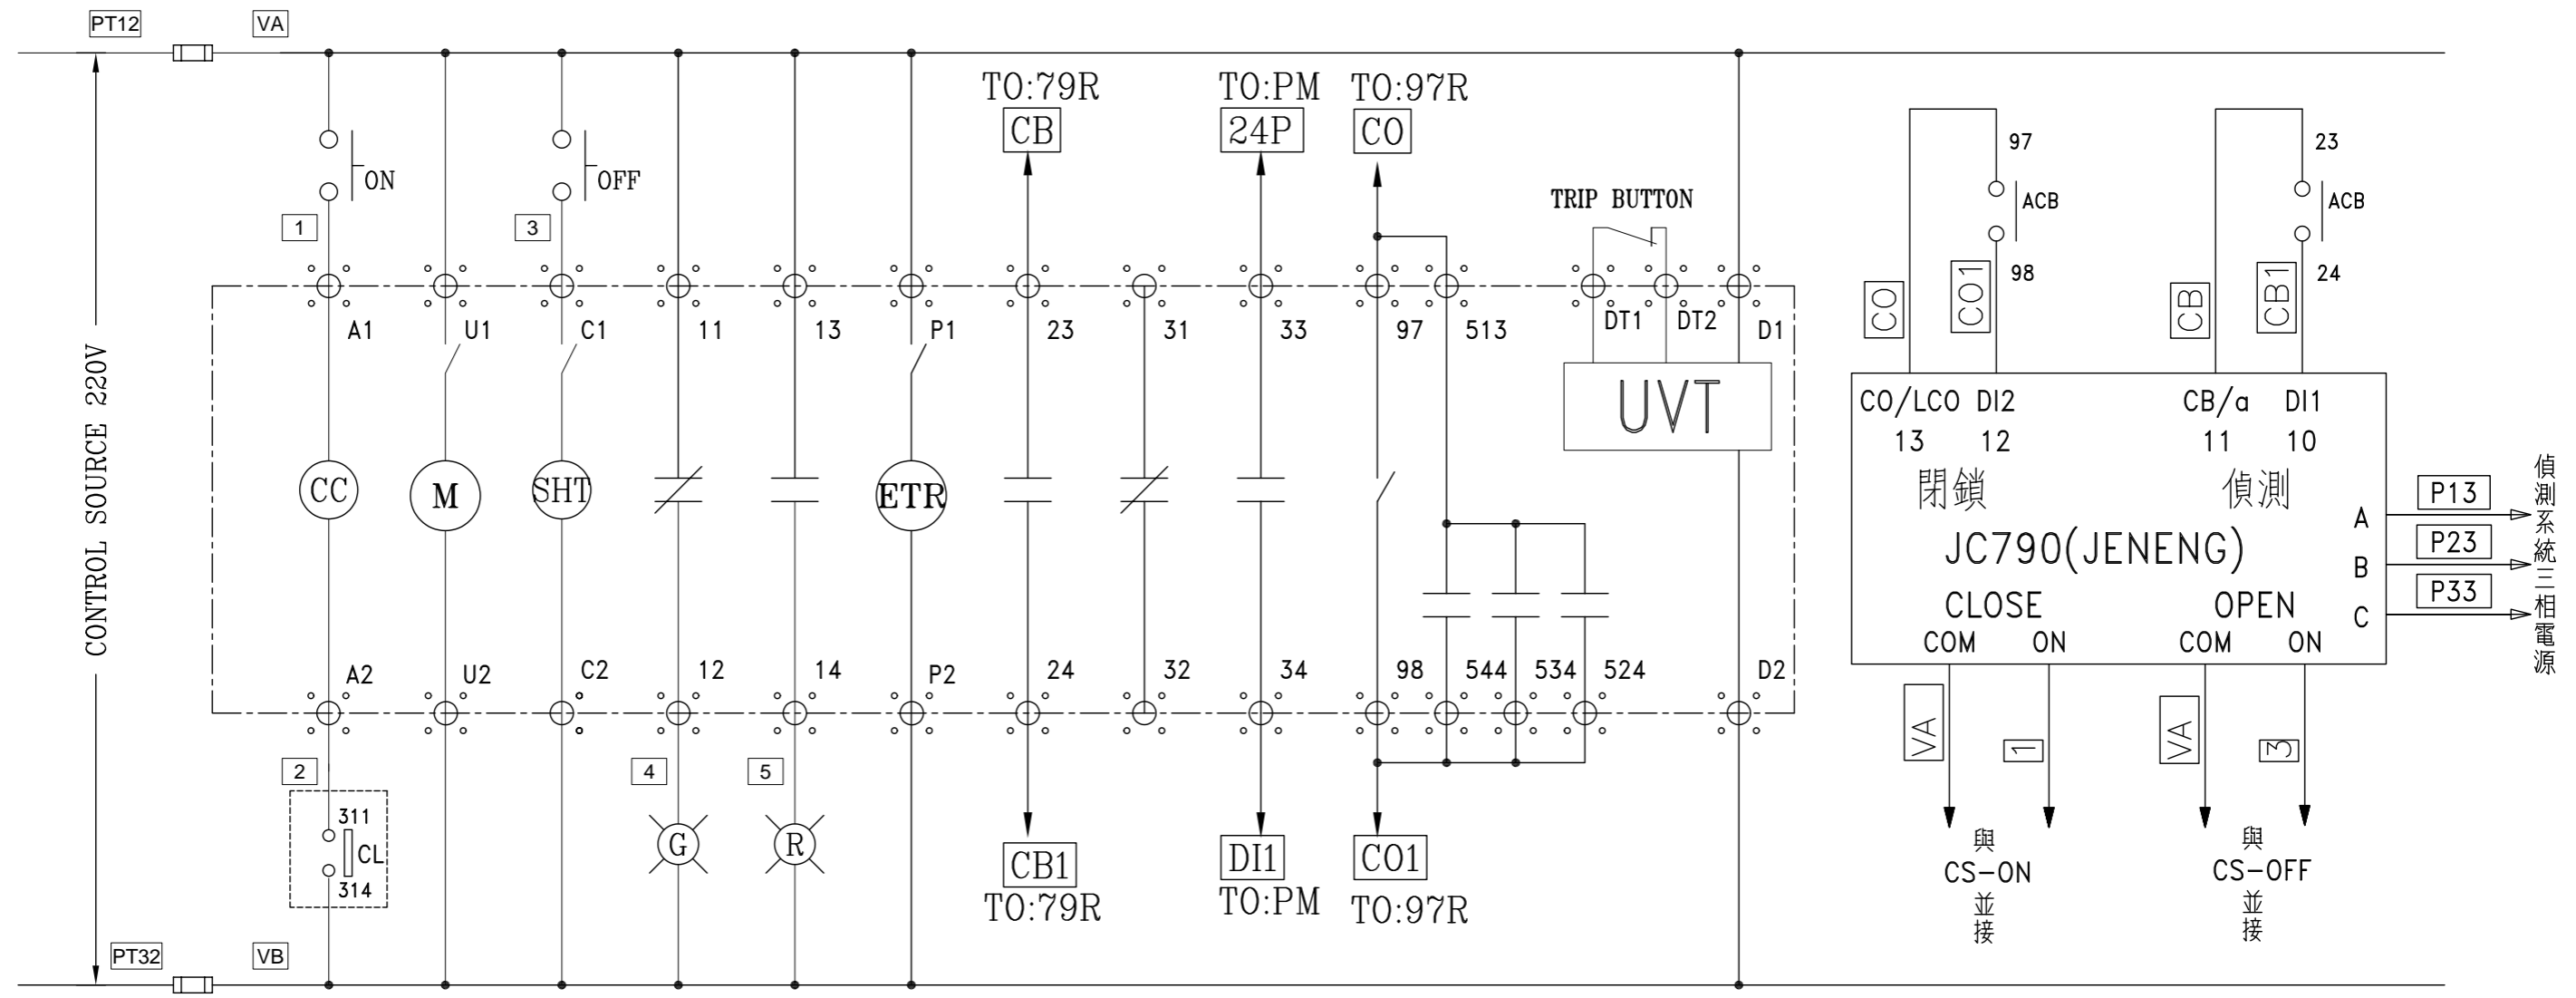 PT12
VA
CONTROL SOURCE 220V
PT32
VB
ON
1
OFF
3
TO:79R
CB
TO:PM
24P
TO:97R
CO
TRIP BUTTON
A1
U1
C1
11
13
P1
23
31
33
97
513
DT1
DT2
D1
UVT
CC
M
SHT
ETR
A2
U2
C2
12
14
P2
24
32
34
98
544
534
524
D2
2
311
CL
314
4
G
5
R
CB1
TO:79R
DI1
TO:PM
CO1
TO:97R
97
ACB
98
CO
CO1
23
ACB
24
CB
CB1
CO/LCO DI2
13 12
閉鎖
CB/a DI1
11 10
偵測
JC790(JENENG)
CLOSE
COM ON
OPEN
COM ON
A
B
C
P13
P23
P33
偵測系統三相電源
VA
1
與
CS-ON
並接
VA
3
與
CS-OFF
並接